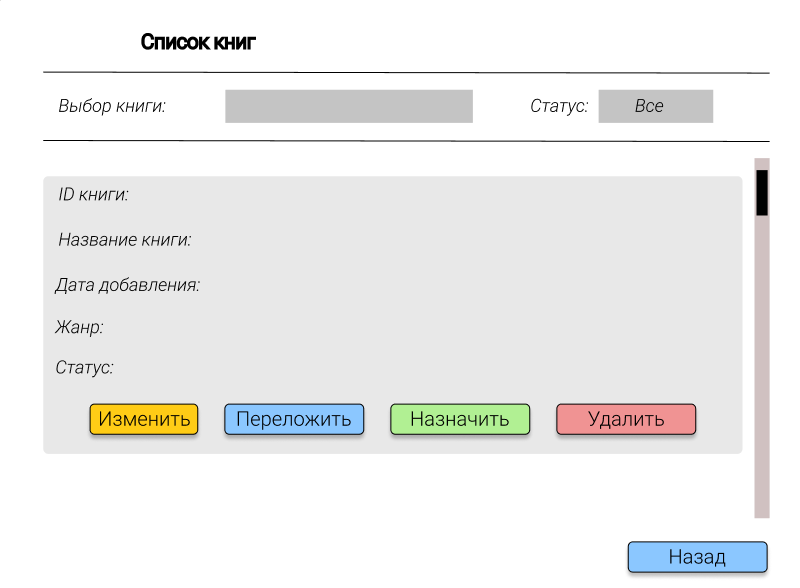 Список книг
Выбор книги:
Статус: Все
ID книги:
Название книги:
Дата добавления:
Жанр:
Статус:
Изменить Переложить Назначить Удалить
Назад